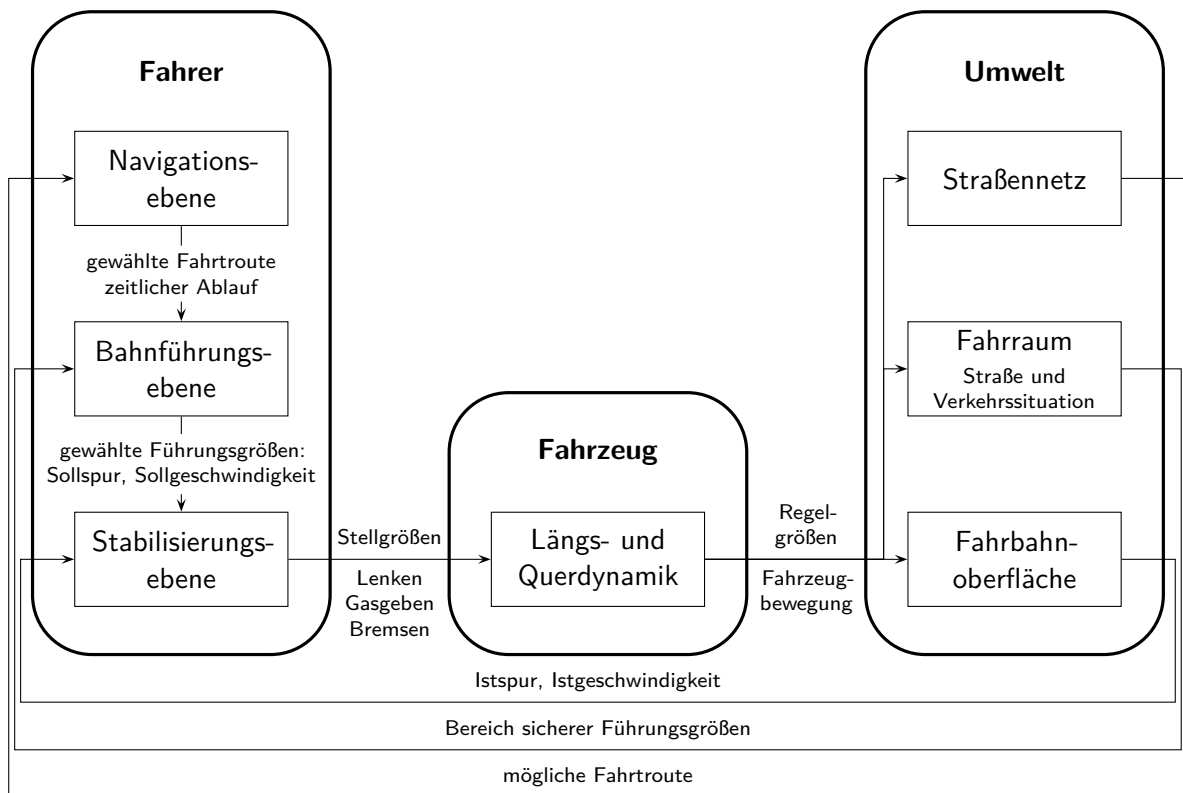 Fahrer
Navigations-
ebene
gewählte Fahrtroute
zeitlicher Ablauf
Bahnführungs-
ebene
gewählte Führungsgrößen:
Sollspur, Sollgeschwindigkeit
Stabilisierungs-
ebene
Stellgrößen
Lenken
Gasgeben
Bremsen
Fahrzeug
Längs- und
Querdynamik
Regel-
größen
Fahrzeug-
bewegung
Umwelt
Straßennetz
Fahrraum
Straße und
Verkehrssituation
Fahrbahn-
oberfläche
Istspur, Istgeschwindigkeit
Bereich sicherer Führungsgrößen
mögliche Fahrtroute